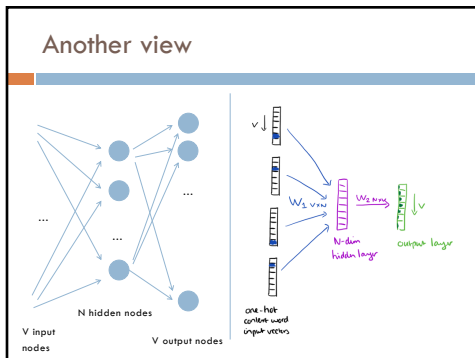 Another view
...
...
...
N hidden nodes
V input
nodes
V output nodes
V
W1 VxN
N-dim
hidden layer
W2 NxV
V
output layer
one-hot
context word
input vectors